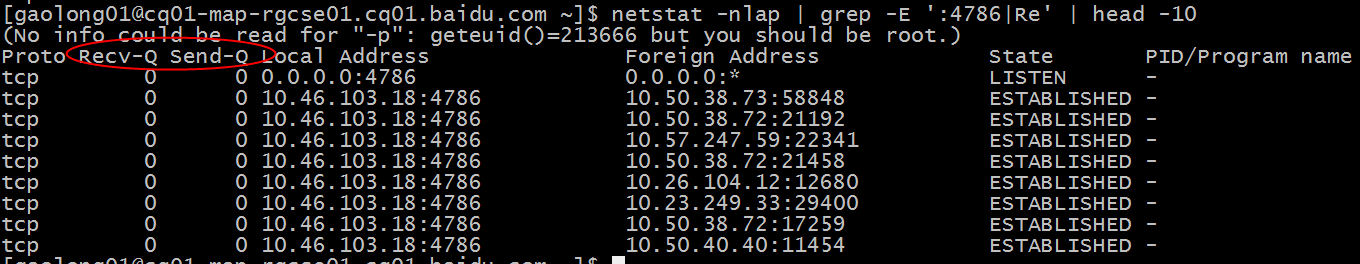 [gaolong01@cq01-map-rgcse01.cq01.baidu.com ~]$ netstat -nlap | grep -E ':4786|Re' | head -10
(No info could be read for "-p": geteuid()=213666 but you should be root.)
Proto Recv-Q Send-Q Local Address Foreign Address State PID/Program name
tcp 0 0 0.0.0.0:4786 0.0.0.0:* LISTEN -
tcp 0 0 10.46.103.18:4786 10.50.38.73:58848 ESTABLISHED -
tcp 0 0 10.46.103.18:4786 10.50.38.72:21192 ESTABLISHED -
tcp 0 0 10.46.103.18:4786 10.57.247.59:22341 ESTABLISHED -
tcp 0 0 10.46.103.18:4786 10.50.38.72:21458 ESTABLISHED -
tcp 0 0 10.46.103.18:4786 10.26.104.12:12680 ESTABLISHED -
tcp 0 0 10.46.103.18:4786 10.23.249.33:29400 ESTABLISHED -
tcp 0 0 10.46.103.18:4786 10.50.38.72:17259 ESTABLISHED -
tcp 0 0 10.46.103.18:4786 10.50.40.40:11454 ESTABLISHED -
[gaolong01@cq01-map-rgcse01.cq01.baidu.com ~]$